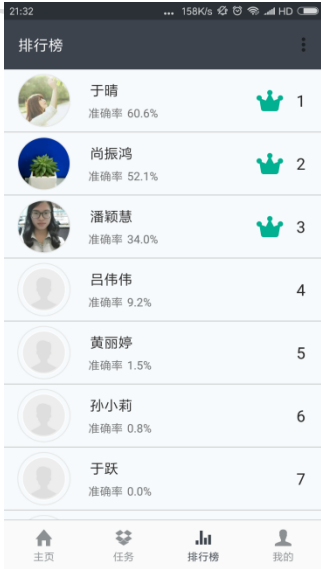 21:32 ... 158K/s HD
排行榜
于晴
准确率 60.6%
1
尚振鸿
准确率 52.1%
2
潘颖慧
准确率 34.0%
3
吕伟伟
准确率 9.2%
4
黄丽婷
准确率 1.5%
5
孙小莉
准确率 0.8%
6
于跃
准确率 0.0%
7
主页 任务 排行榜 我的